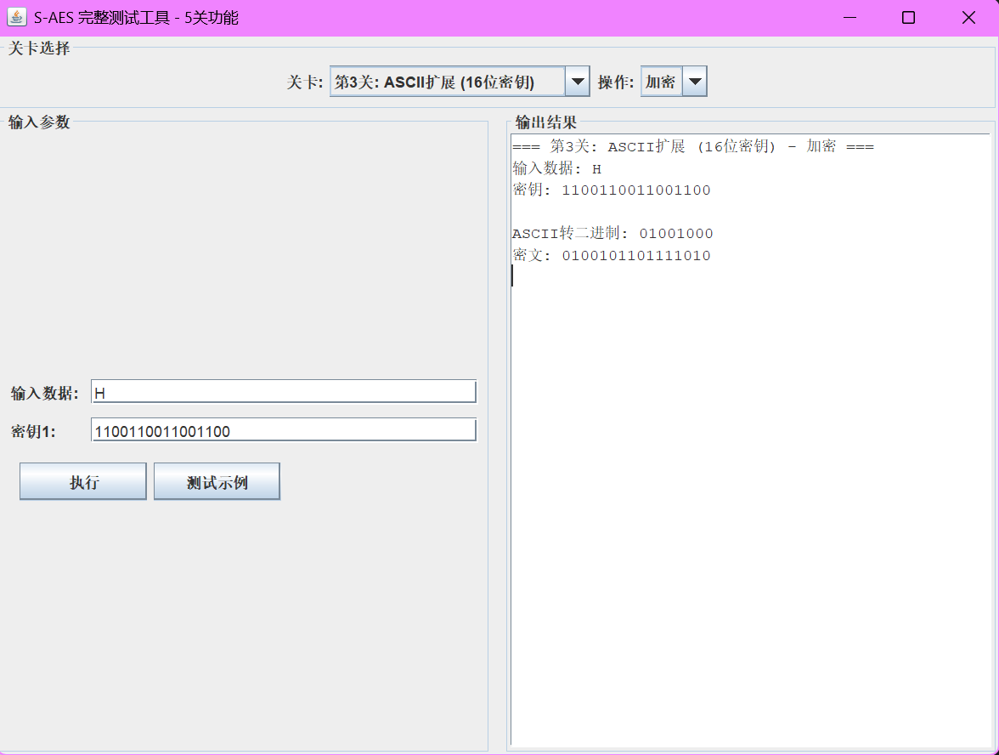 S-AES 完整测试工具 - 5关功能
关卡选择
关卡: 第3关: ASCII扩展 (16位密钥) 操作: 加密
输入参数
输入数据: H
密钥1: 1100110011001100
执行 测试示例
输出结果
=== 第3关: ASCII扩展 (16位密钥) - 加密 ===
输入数据: H
密钥: 1100110011001100
ASCII转二进制: 01001000
密文: 0100101101111010